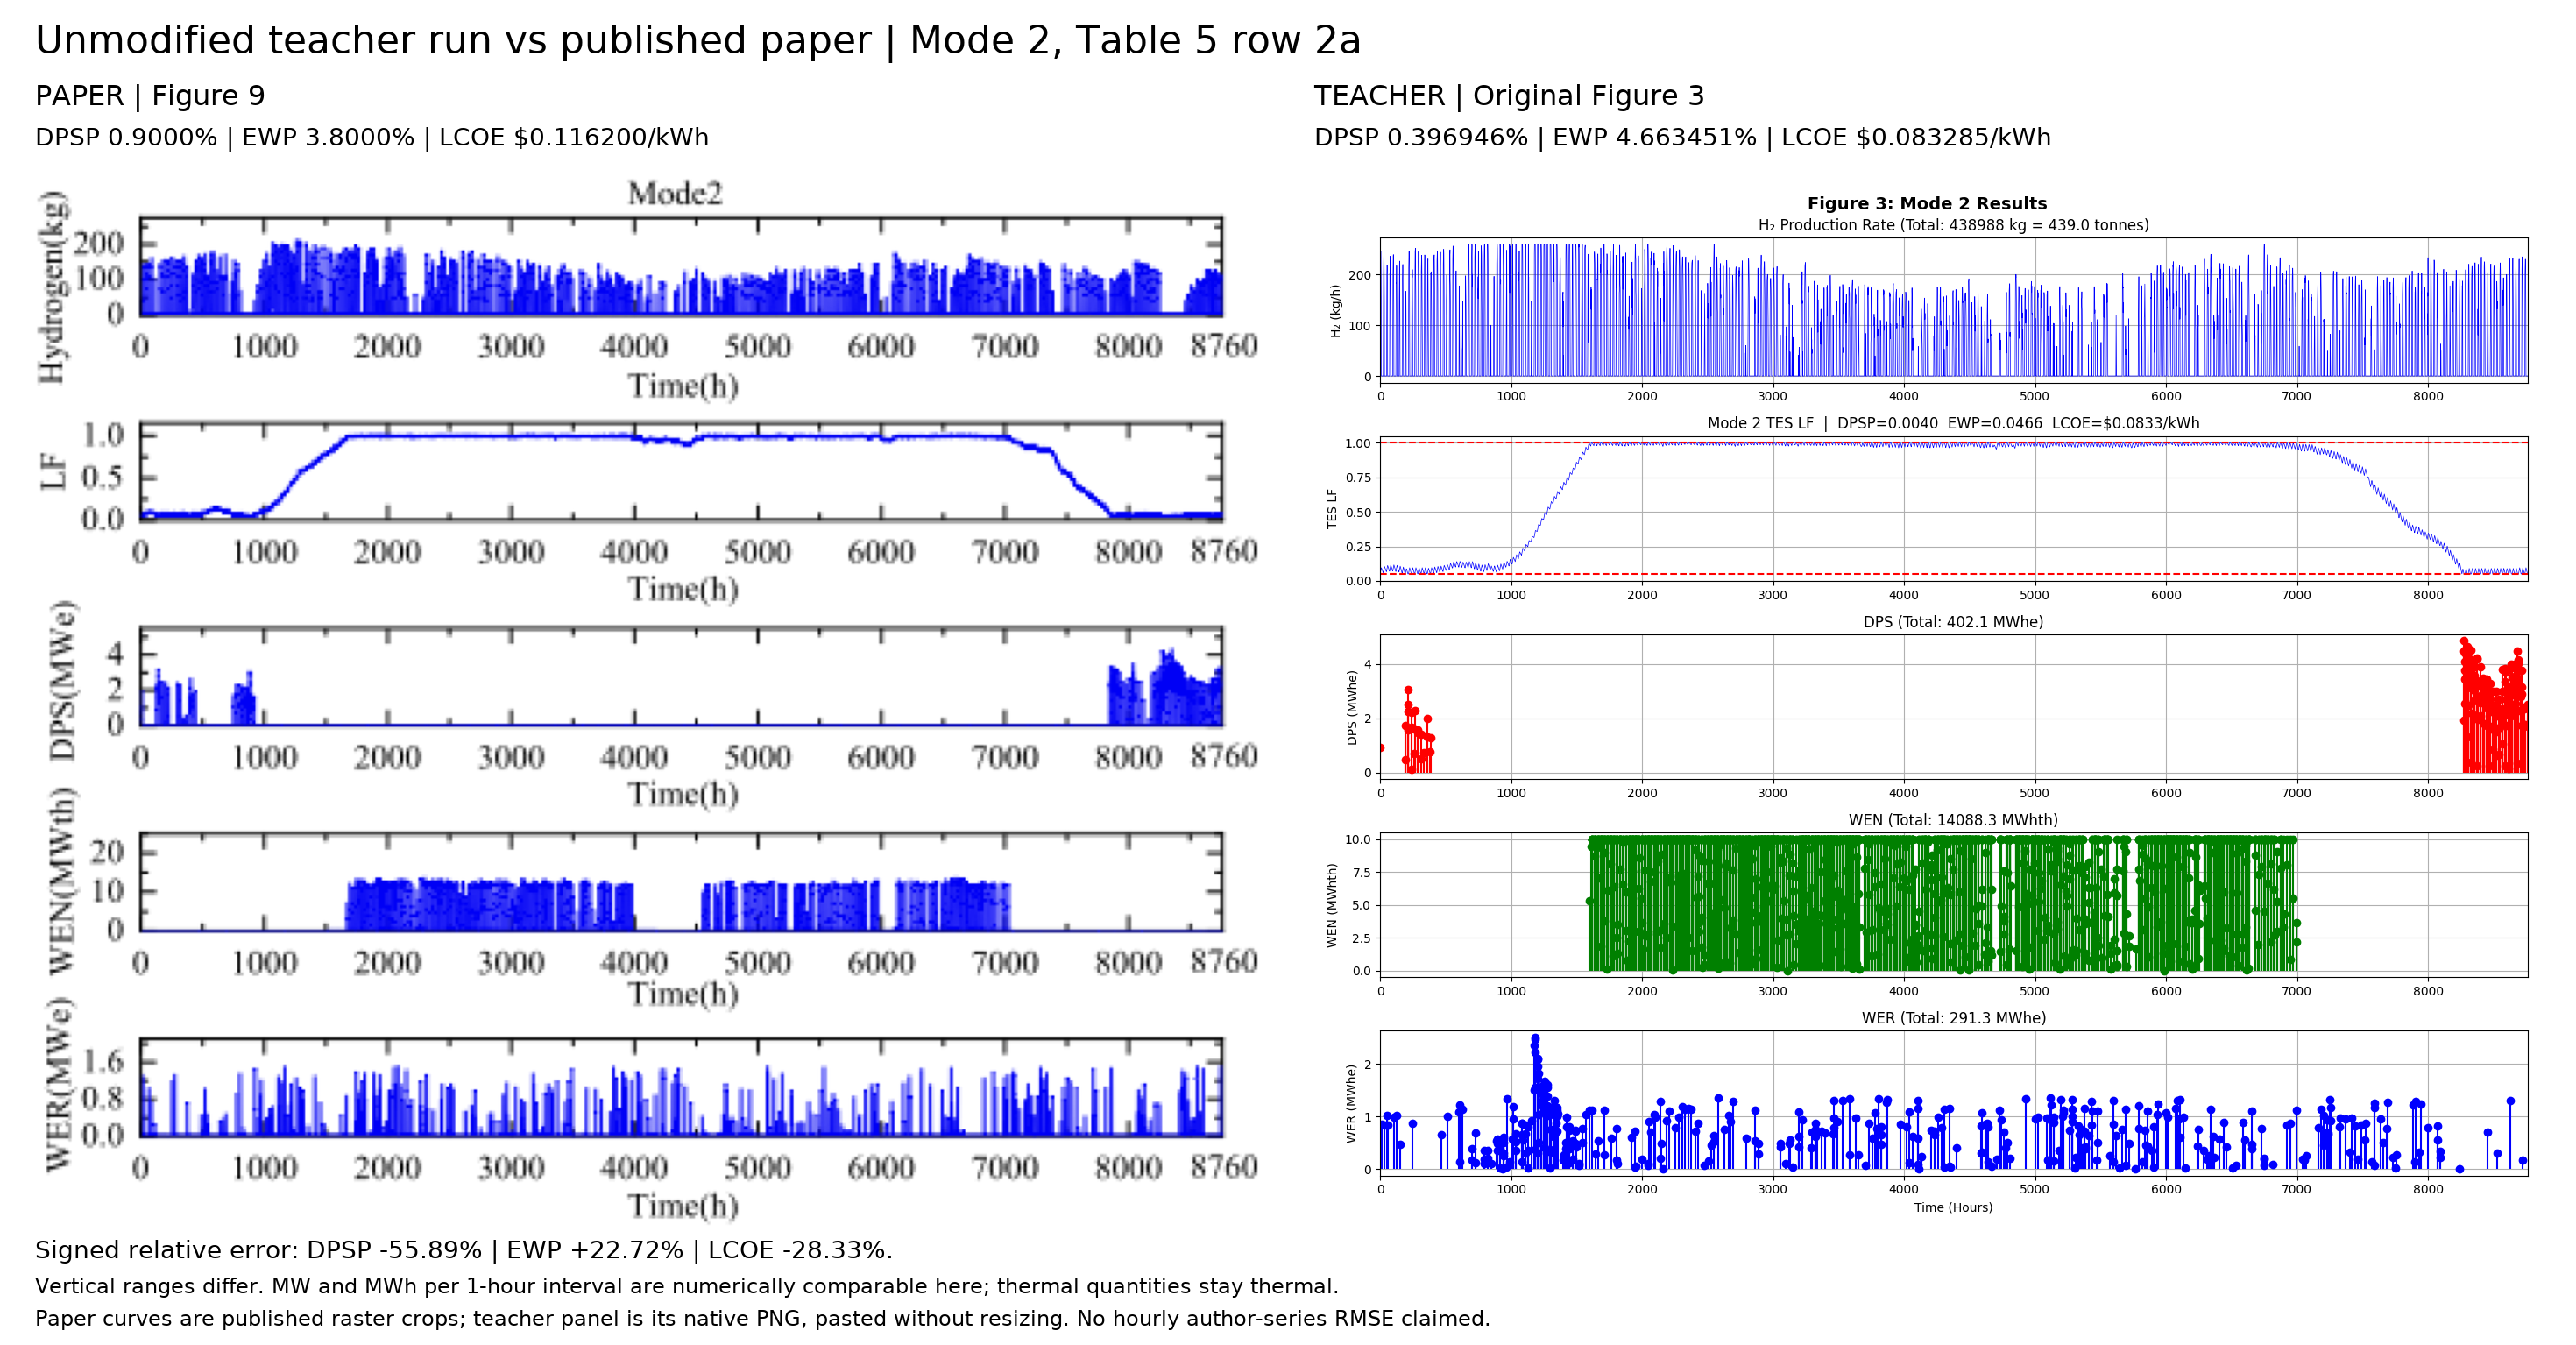 Unmodified teacher run vs published paper | Mode 2, Table 5 row 2a
PAPER | Figure 9
DPSP 0.9000% | EWP 3.8000% | LCOE $0.116200/kWh
Mode2
Hydrogen(kg)
200
100
0
0 1000 2000 3000 4000 5000 6000 7000 8000 8760
Time(h)
LF
1.0
0.5
0.0
0 1000 2000 3000 4000 5000 6000 7000 8000 8760
Time(h)
DPS(MWe)
4
2
0
0 1000 2000 3000 4000 5000 6000 7000 8000 8760
Time(h)
WEN(MWth)
20
10
0
0 1000 2000 3000 4000 5000 6000 7000 8000 8760
Time(h)
WER(MWe)
1.6
0.8
0.0
0 1000 2000 3000 4000 5000 6000 7000 8000 8760
Time(h)
TEACHER | Original Figure 3
DPSP 0.396946% | EWP 4.663451% | LCOE $0.083285/kWh
Figure 3: Mode 2 Results
H₂ Production Rate (Total: 438988 kg = 439.0 tonnes)
H₂ (kg/h)
200
100
0
0 1000 2000 3000 4000 5000 6000 7000 8000
Mode 2 TES LF | DPSP=0.0040 EWP=0.0466 LCOE=$0.0833/kWh
TES LF
1.00
0.75
0.50
0.25
0.00
0 1000 2000 3000 4000 5000 6000 7000 8000
DPS (Total: 402.1 MWhe)
DPS (MWhe)
4
2
0
0 1000 2000 3000 4000 5000 6000 7000 8000
WEN (Total: 14088.3 MWhth)
WEN (MWhth)
10.0
7.5
5.0
2.5
0.0
0 1000 2000 3000 4000 5000 6000 7000 8000
WER (Total: 291.3 MWhe)
WER (MWhe)
2
1
0
0 1000 2000 3000 4000 5000 6000 7000 8000
Time (Hours)
Signed relative error: DPSP -55.89% | EWP +22.72% | LCOE -28.33%.
Vertical ranges differ. MW and MWh per 1-hour interval are numerically comparable here; thermal quantities stay thermal.
Paper curves are published raster crops; teacher panel is its native PNG, pasted without resizing. No hourly author-series RMSE claimed.